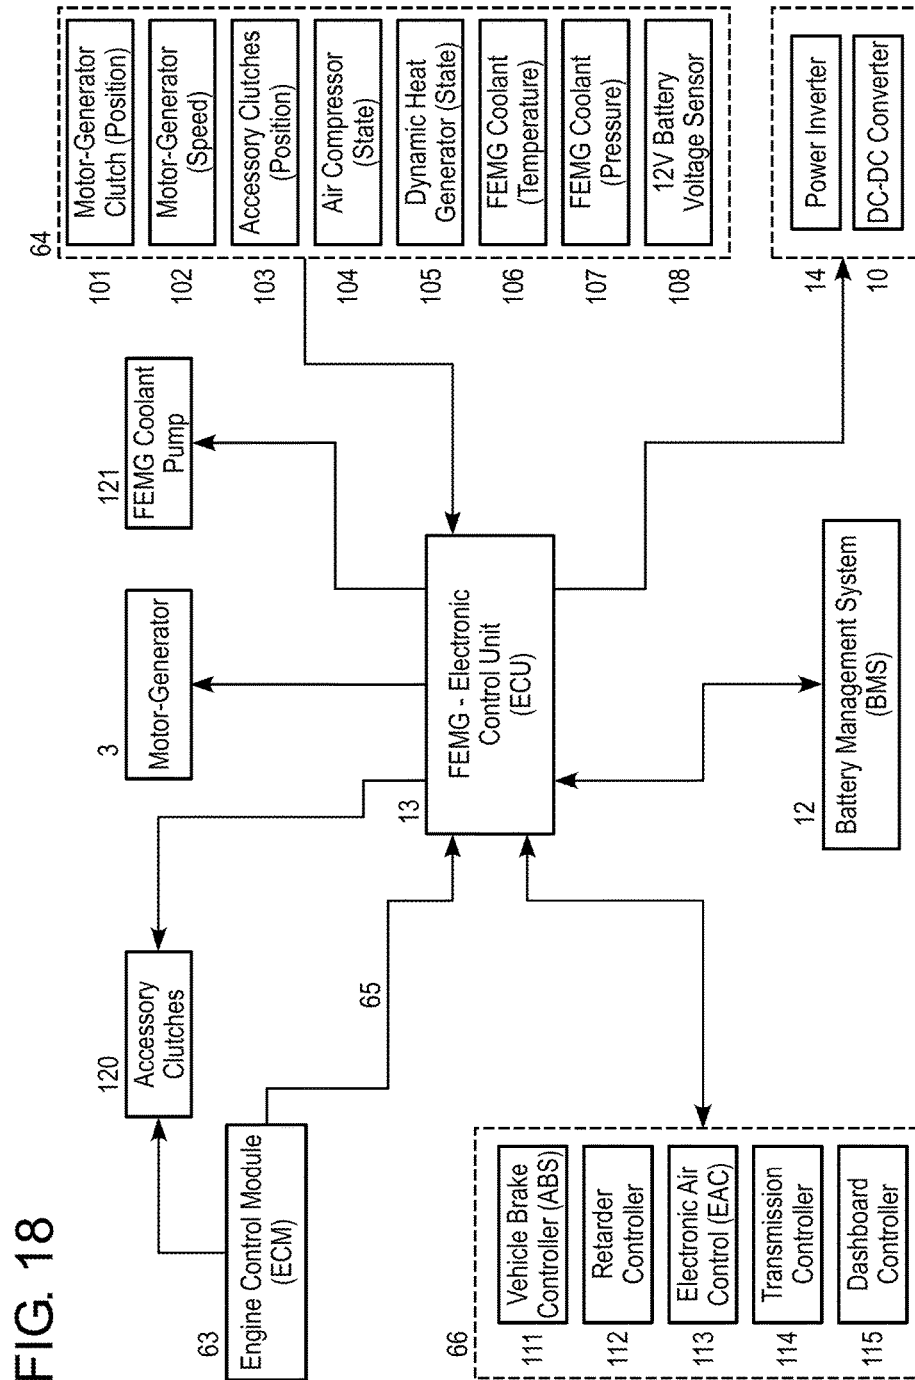 FIG. 18
63
Engine Control Module
(ECM)
120
Accessory
Clutches
3
Motor-Generator
121
FEMG Coolant
Pump
64
101
Motor-Generator
Clutch (Position)
102
Motor-Generator
(Speed)
103
Accessory Clutches
(Position)
104
Air Compressor
(State)
105
Dynamic Heat
Generator (State)
106
FEMG Coolant
(Temperature)
107
FEMG Coolant
(Pressure)
108
12V Battery
Voltage Sensor
65
13
FEMG - Electronic
Control Unit
(ECU)
66
111
Vehicle Brake
Controller (ABS)
112
Retarder
Controller
113
Electronic Air
Control (EAC)
114
Transmission
Controller
115
Dashboard
Controller
12
Battery Management System
(BMS)
14
Power Inverter
10
DC-DC Converter